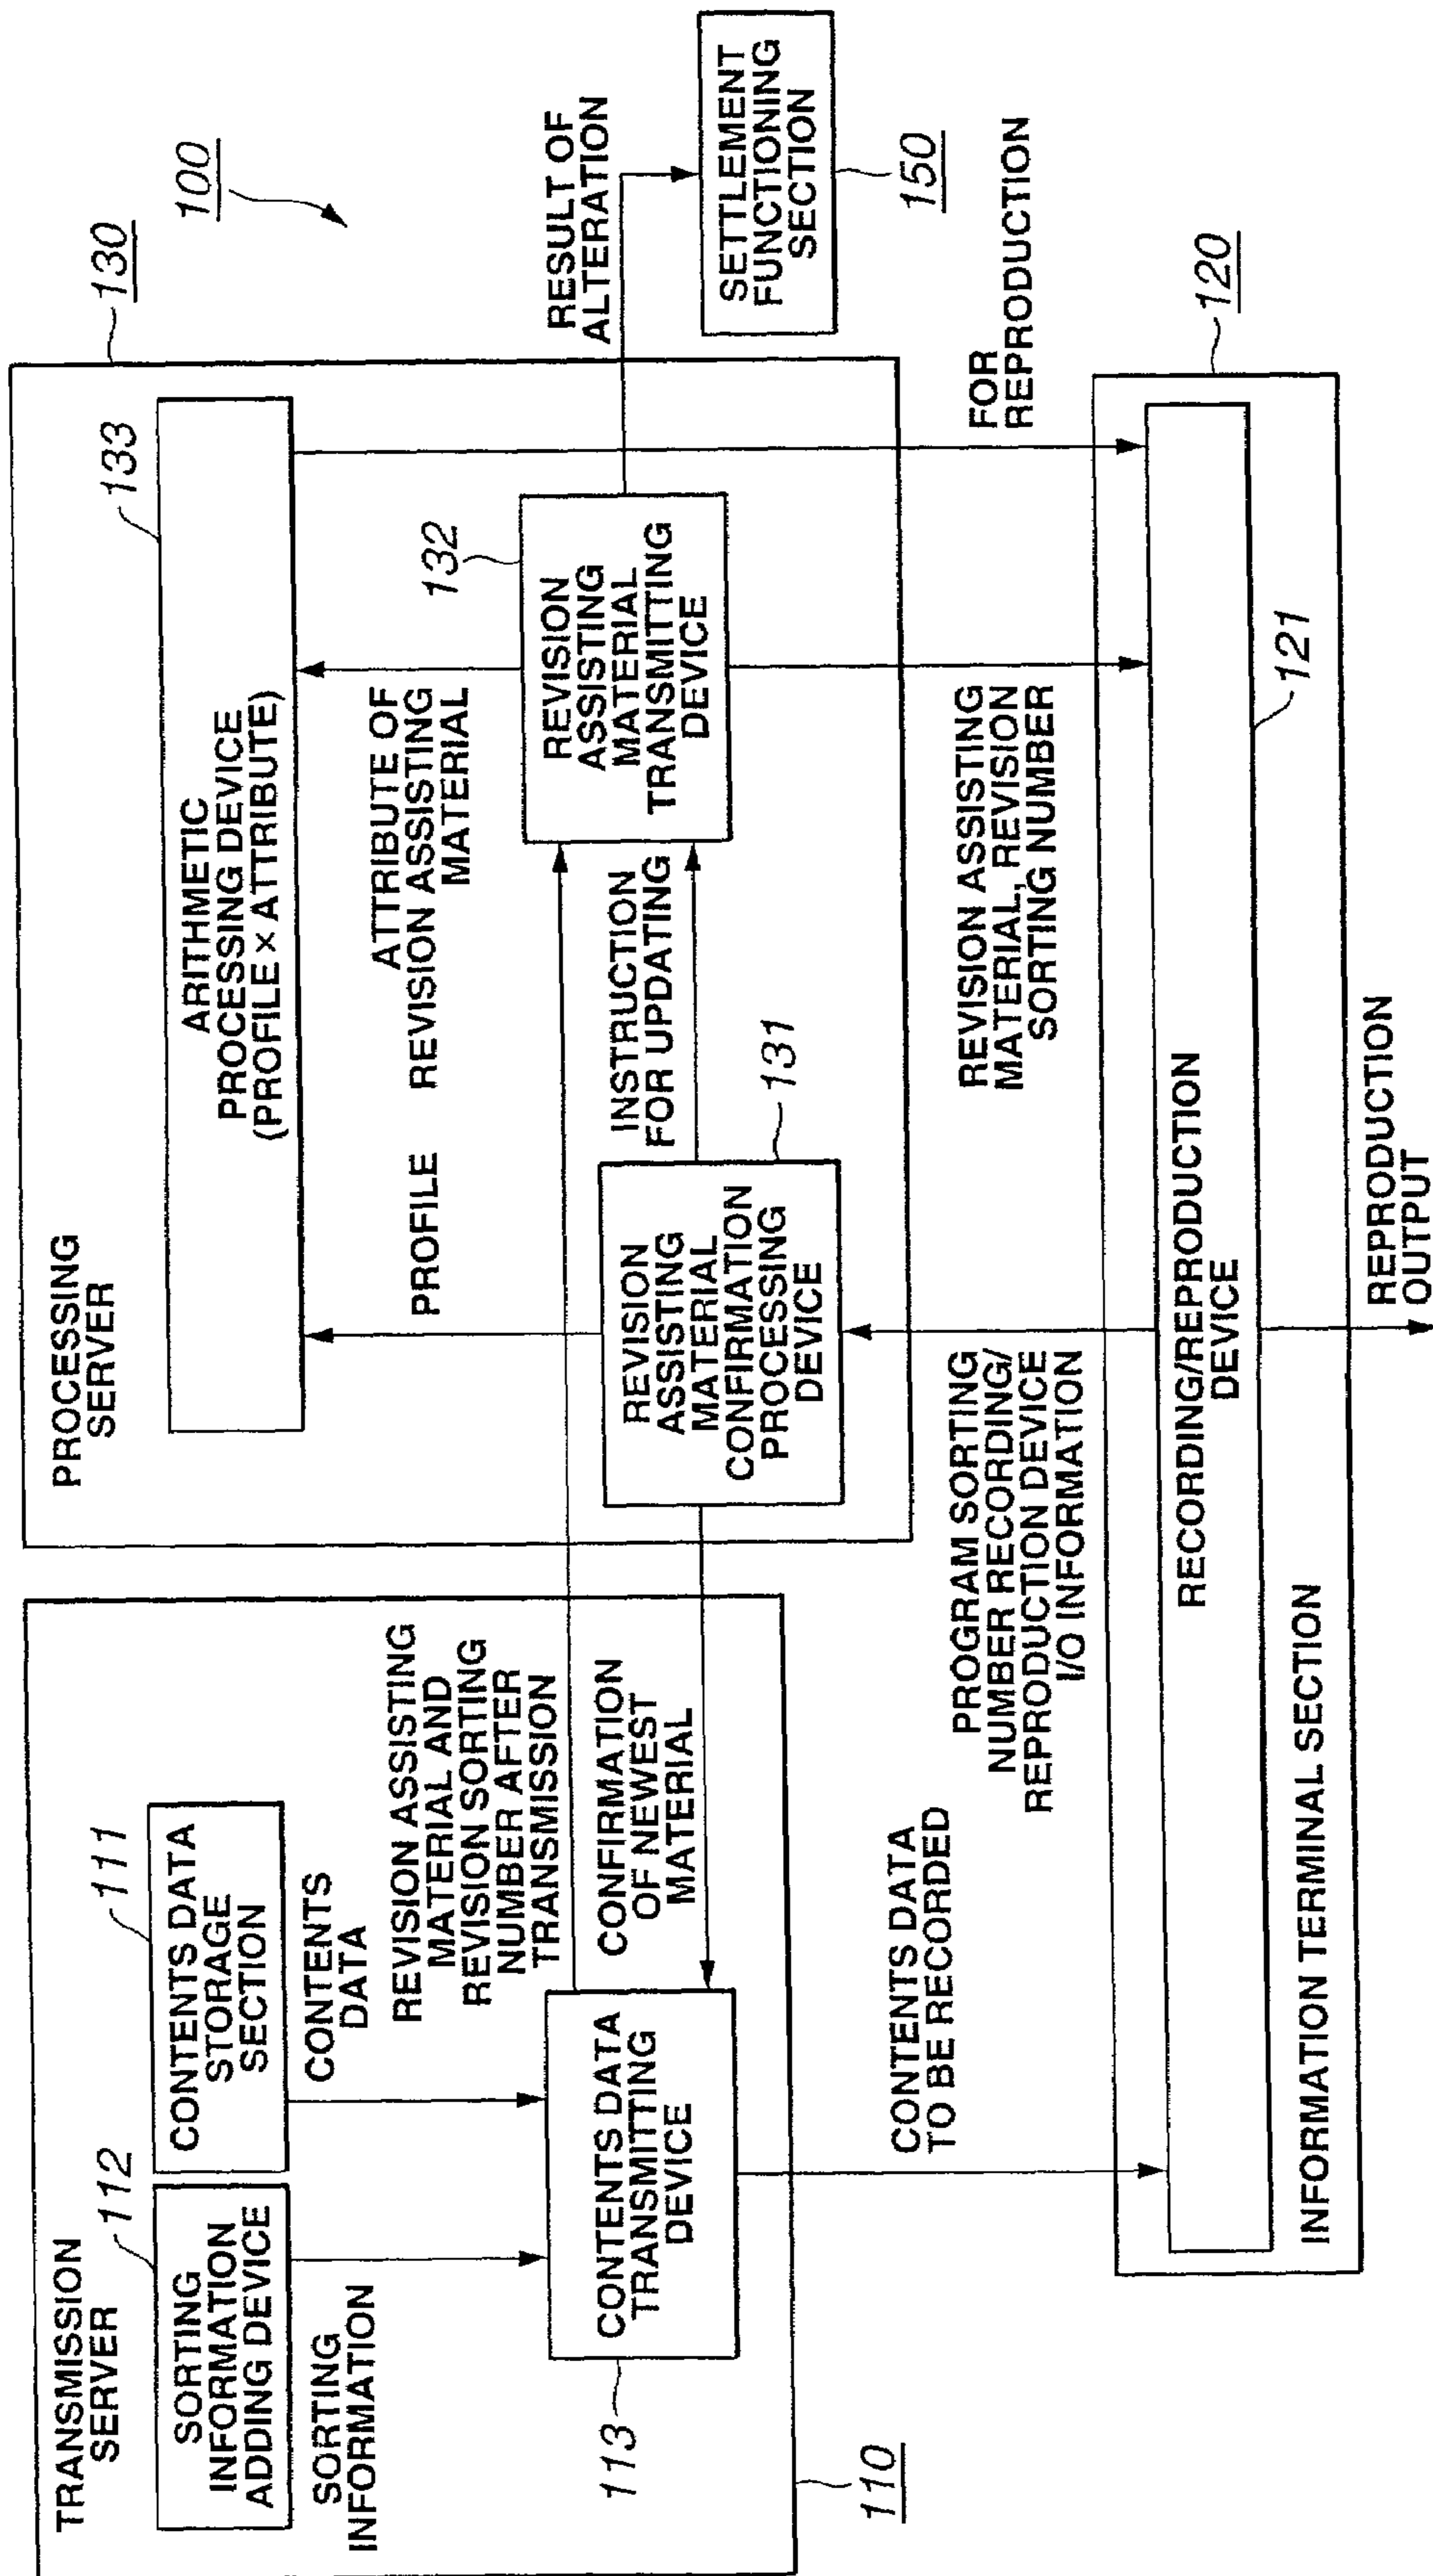 TRANSMISSION
SERVER
112
111
SORTING
INFORMATION
ADDING DEVICE
CONTENTS DATA
STORAGE
SECTION
SORTING
INFORMATION
CONTENTS
DATA
REVISION ASSISTING
MATERIAL AND
REVISION SORTING
NUMBER AFTER
TRANSMISSION
CONFIRMATION
OF NEWEST
MATERIAL
CONTENTS DATA
TRANSMITTING
DEVICE
113
110
PROCESSING
SERVER
130
100
133
ARITHMETIC
PROCESSING DEVICE
(PROFILE × ATTRIBUTE)
PROFILE
ATTRIBUTE OF
REVISION ASSISTING
MATERIAL
REVISION
ASSISTING
MATERIAL
CONFIRMATION
PROCESSING
DEVICE
131
INSTRUCTION
FOR UPDATING
132
REVISION
ASSISTING
MATERIAL
TRANSMITTING
DEVICE
RESULT OF
ALTERATION
SETTLEMENT
FUNCTIONING
SECTION
150
CONTENTS DATA
TO BE RECORDED
PROGRAM SORTING
NUMBER RECORDING/
REPRODUCTION DEVICE
I/O INFORMATION
REVISION ASSISTING
MATERIAL, REVISION
SORTING NUMBER
FOR
REPRODUCTION
120
RECORDING/REPRODUCTION
DEVICE
121
INFORMATION TERMINAL SECTION
REPRODUCTION
OUTPUT